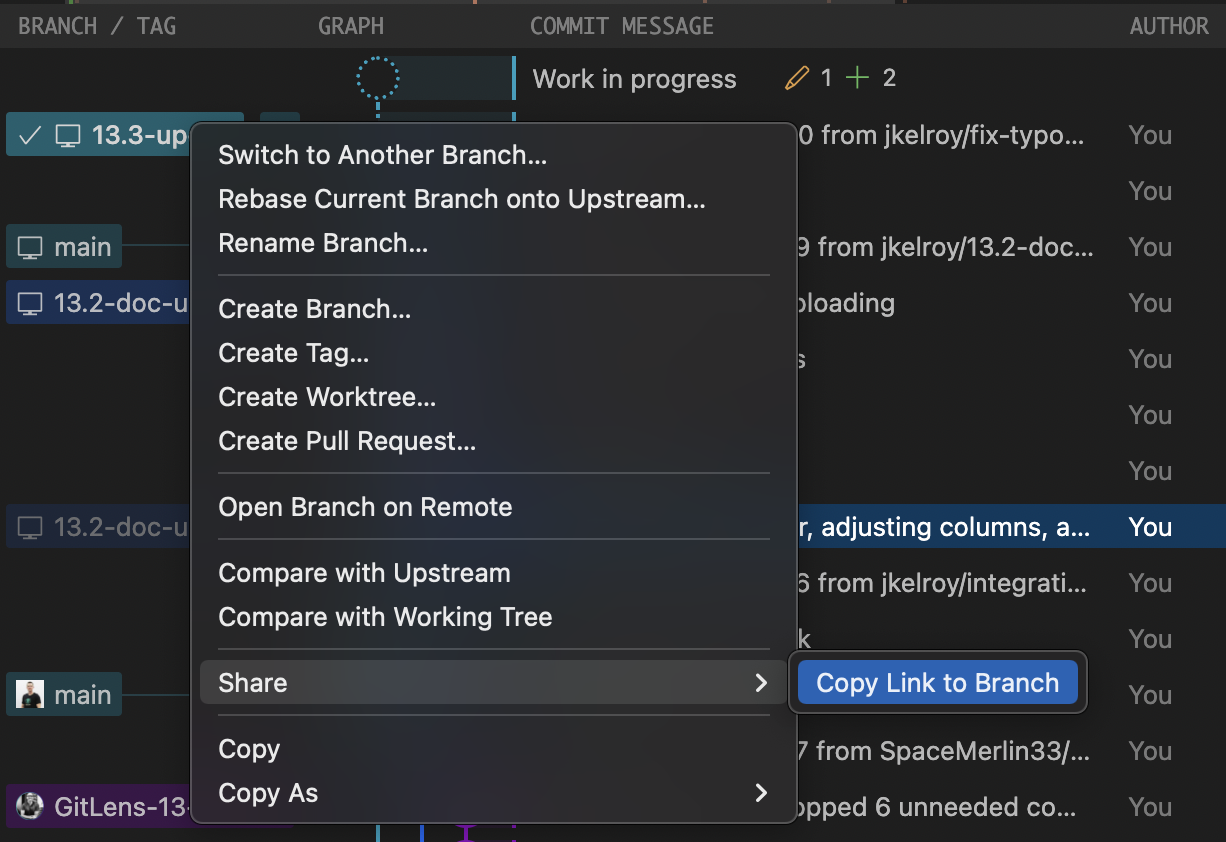 BRANCH / TAG GRAPH COMMIT MESSAGE AUTHOR
Work in progress 1 2
13.3-up 0 from jkelroy/fix-typo... You
Switch to Another Branch...
Rebase Current Branch onto Upstream... You
Rename Branch...
main 9 from jkelroy/13.2-doc... You
13.2-doc-u ploading You
Create Branch...
Create Tag... s You
Create Worktree... You
Create Pull Request...
You
Open Branch on Remote
13.2-doc-u r, adjusting columns, a... You
Compare with Upstream
6 from jkelroy/integrati... You
Compare with Working Tree
k You
Share Copy Link to Branch
main You
Copy 7 from SpaceMerlin33/... You
Copy As
GitLens-13- opped 6 unneeded co... You